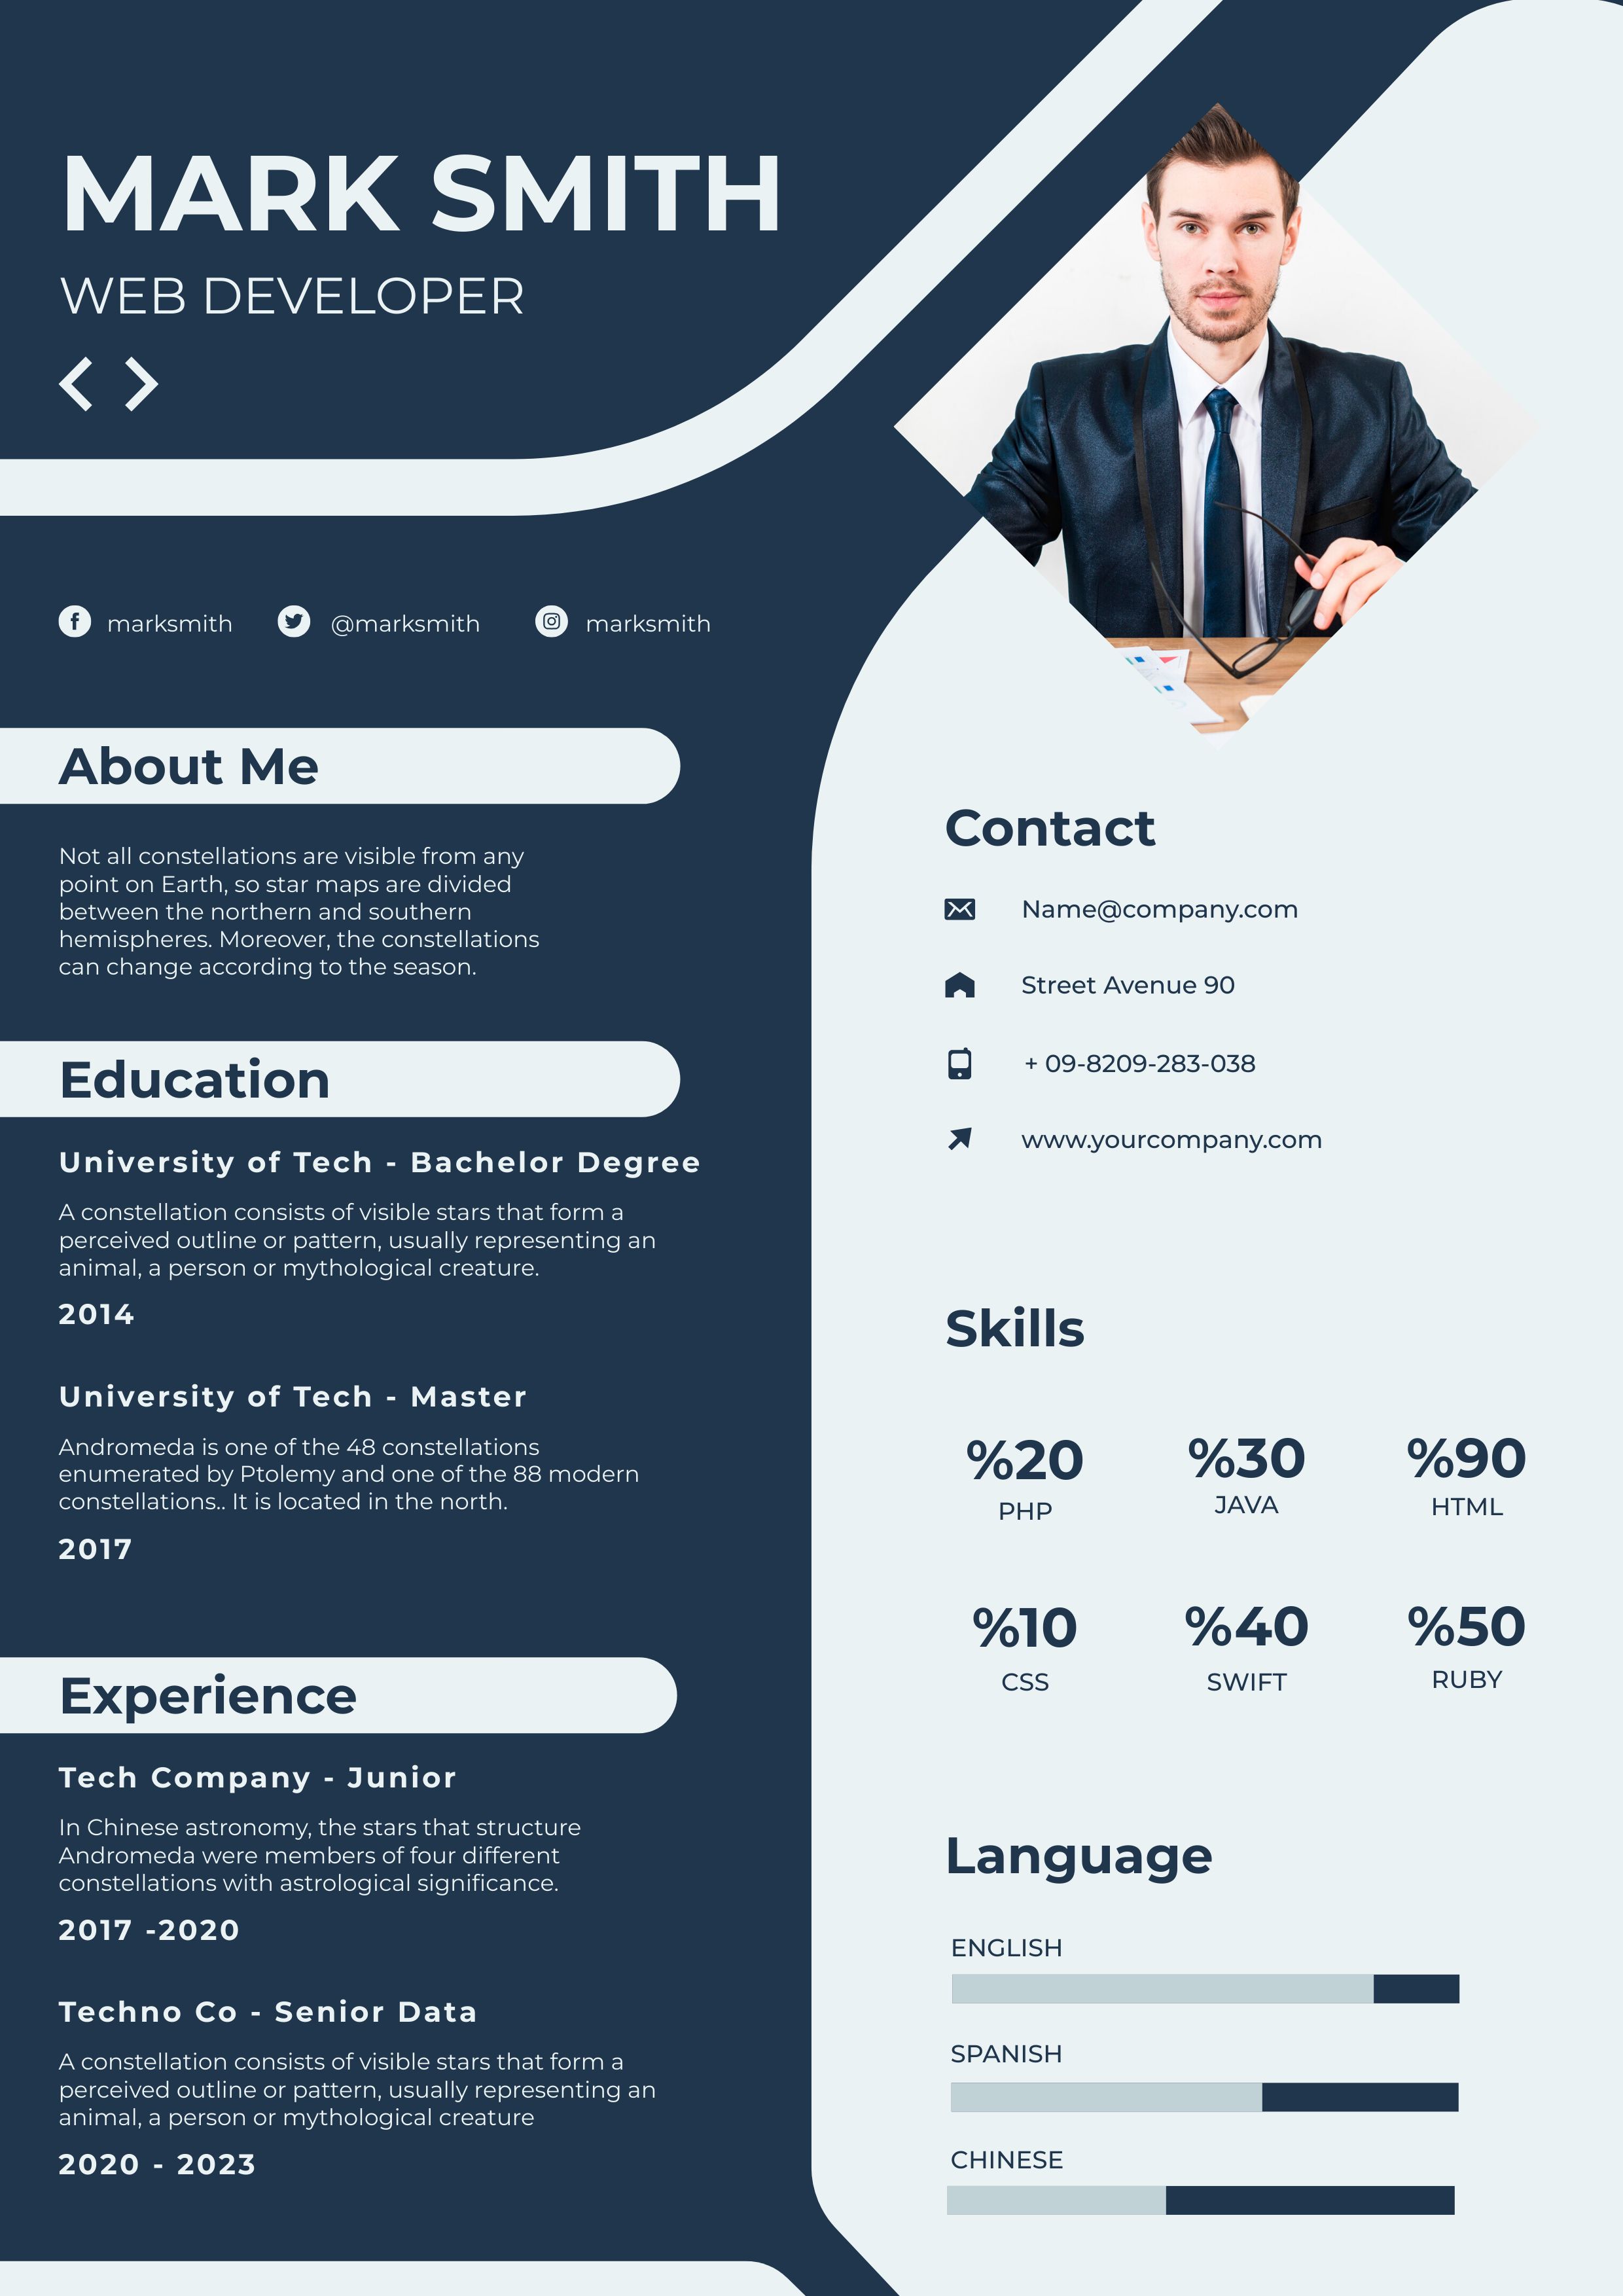 MARK SMITH
WEB DEVELOPER
marksmith @marksmith marksmith
About Me
Not all constellations are visible from any
point on Earth, so star maps are divided
between the northern and southern
hemispheres. Moreover, the constellations
can change according to the season.
Education
University of Tech - Bachelor Degree
A constellation consists of visible stars that form a
perceived outline or pattern, usually representing an
animal, a person or mythological creature.
2014
University of Tech - Master
Andromeda is one of the 48 constellations
enumerated by Ptolemy and one of the 88 modern
constellations.. It is located in the north.
2017
Experience
Tech Company - Junior
In Chinese astronomy, the stars that structure
Andromeda were members of four different
constellations with astrological significance.
2017 -2020
Techno Co - Senior Data
A constellation consists of visible stars that form a
perceived outline or pattern, usually representing an
animal, a person or mythological creature
2020 - 2023
Contact
Name@company.com
Street Avenue 90
+ 09-8209-283-038
www.yourcompany.com
Skills
%20 %30 %90
PHP JAVA HTML
%10 %40 %50
CSS SWIFT RUBY
Language
ENGLISH
SPANISH
CHINESE